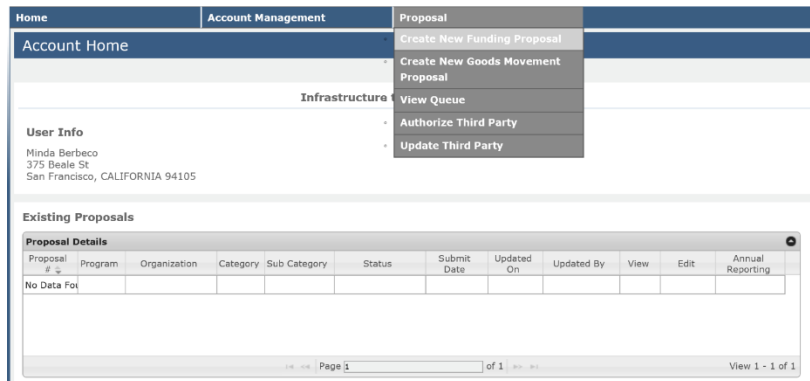 Home Account Management Proposal
Account Home
Create New Funding Proposal
Create New Goods Movement
Proposal
Infrastructure
View Queue
Authorize Third Party
Update Third Party
User Info
Minda Berbeco
375 Beale St
San Francisco, CALIFORNIA 94105
Existing Proposals
Proposal Details
Proposal # Program Organization Category Sub Category Status Submit Date Updated On Updated By View Edit Annual Reporting
No Data Fou
Page 1 of 1 View 1 - 1 of 1